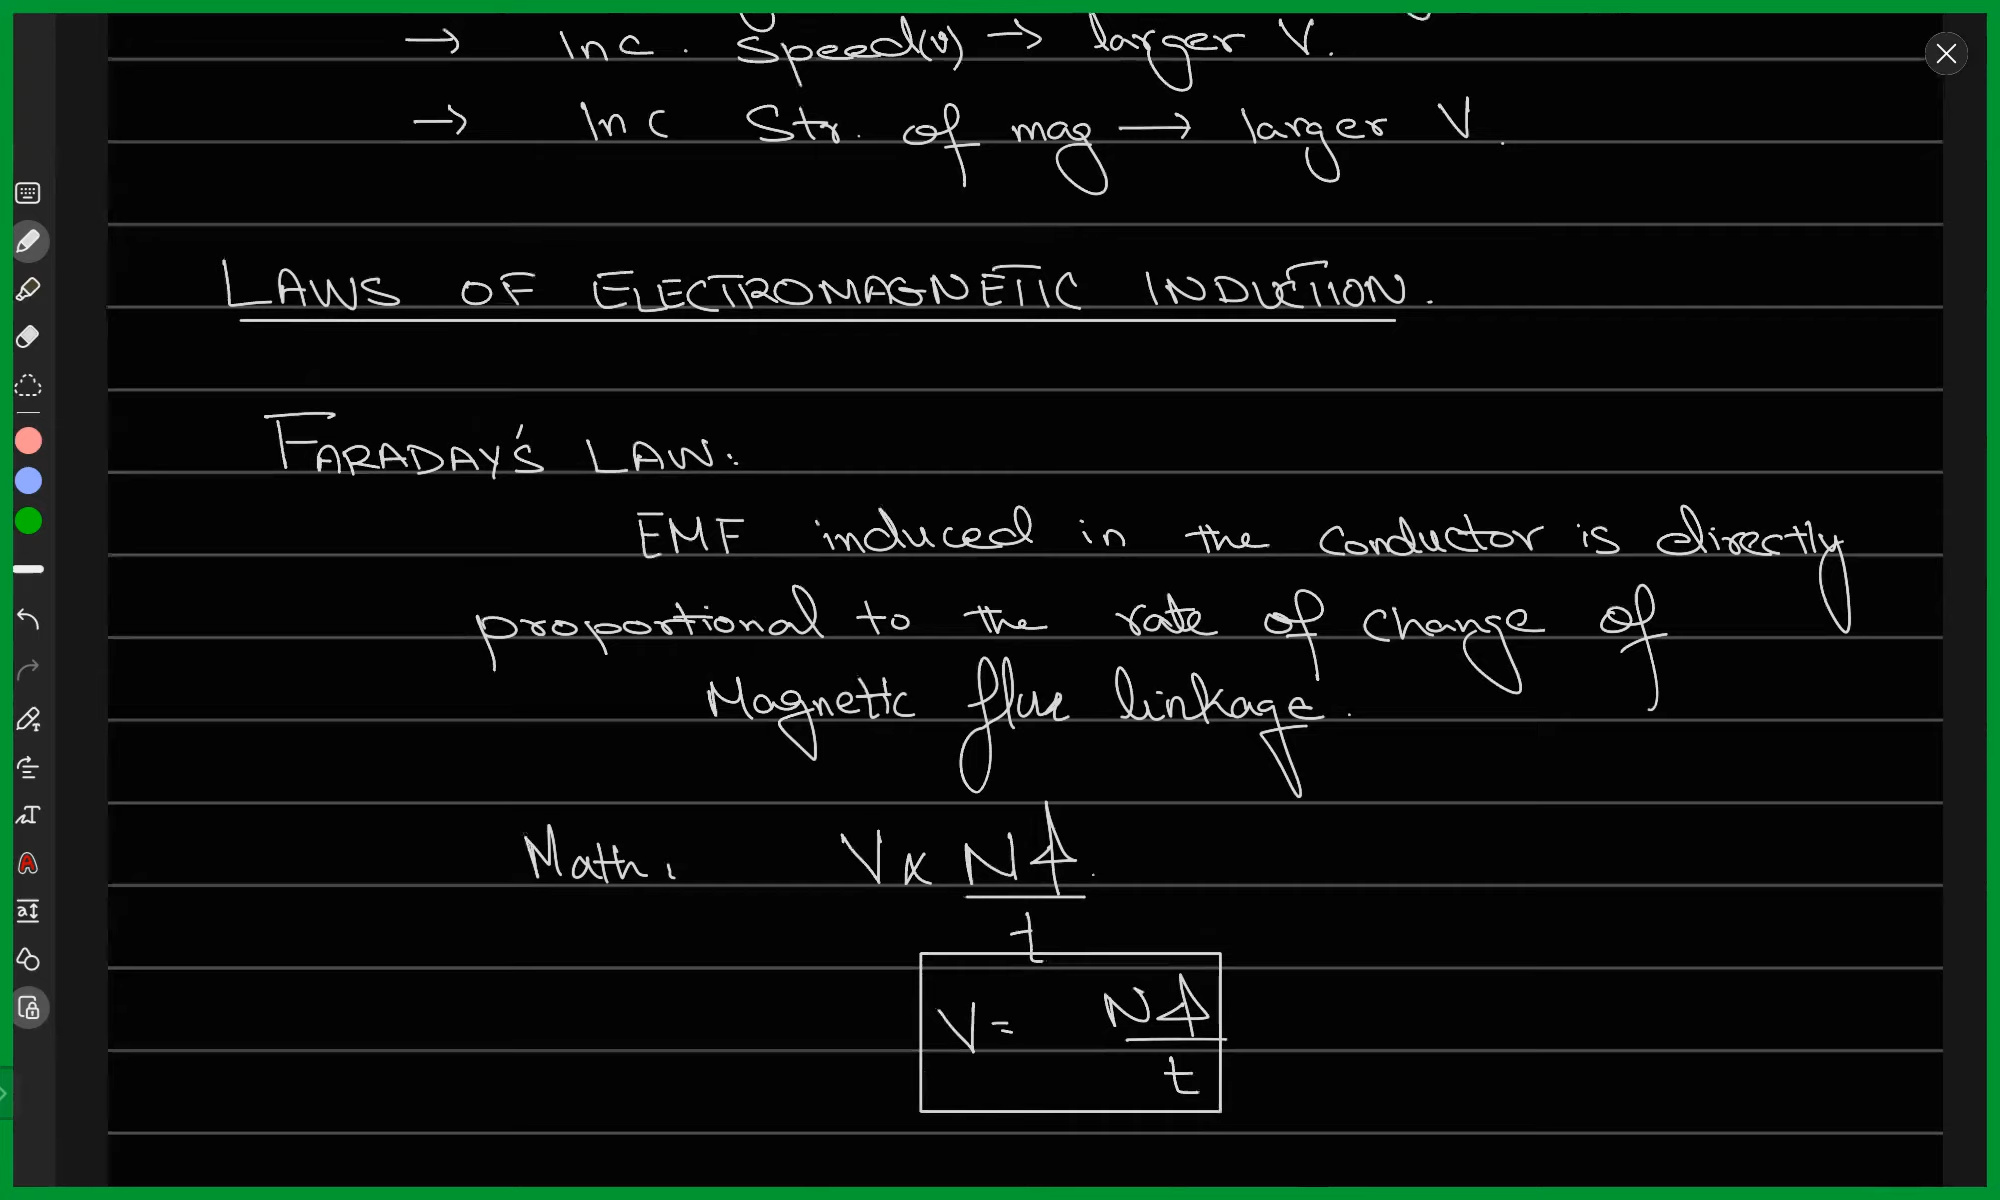 → Inc. Speed(v) → larger V.
→ Inc Str. of mag → larger V.
LAWS OF ELECTROMAGNETIC INDUCTION.
FARADAY'S LAW:
EMF induced in the conductor is directly
proportional to the rate of change of
Magnetic flux linkage.
Math, V ∝ Nϕ/t
V = Nϕ/t